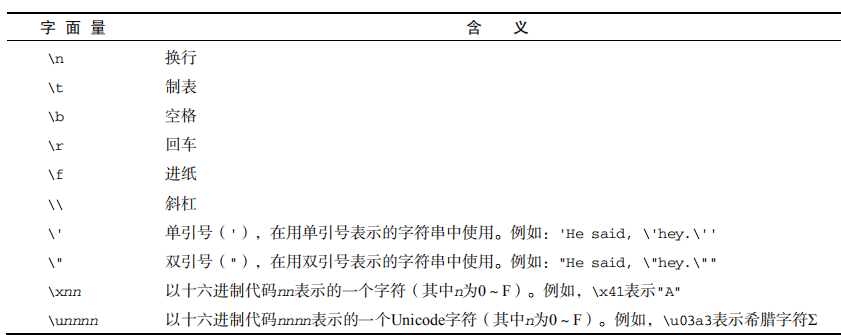 字 面 量 含 义
\n 换行
\t 制表
\b 空格
\r 回车
\f 进纸
\\ 斜杠
\' 单引号（'），在用单引号表示的字符串中使用。例如：'He said, \'hey.\''
\" 双引号（"），在用双引号表示的字符串中使用。例如："He said, \"hey.\""
\xnn 以十六进制代码nn表示的一个字符（其中n为0～F）。例如，\x41表示"A"
\unnnn 以十六进制代码nnnn表示的一个Unicode字符（其中n为0～F）。例如，\u03a3表示希腊字符Σ